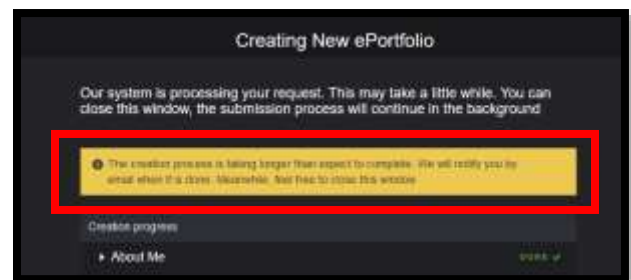 Creating New ePortfolio
Our system is processing your request. This may take a little while. You can
close this window, the submission process will continue in the background
The creation process is taking longer than expect to complete. We will notify you by
email when it is done. Meanwhile, feel free to close this window
Creation progress
About Me
DONE